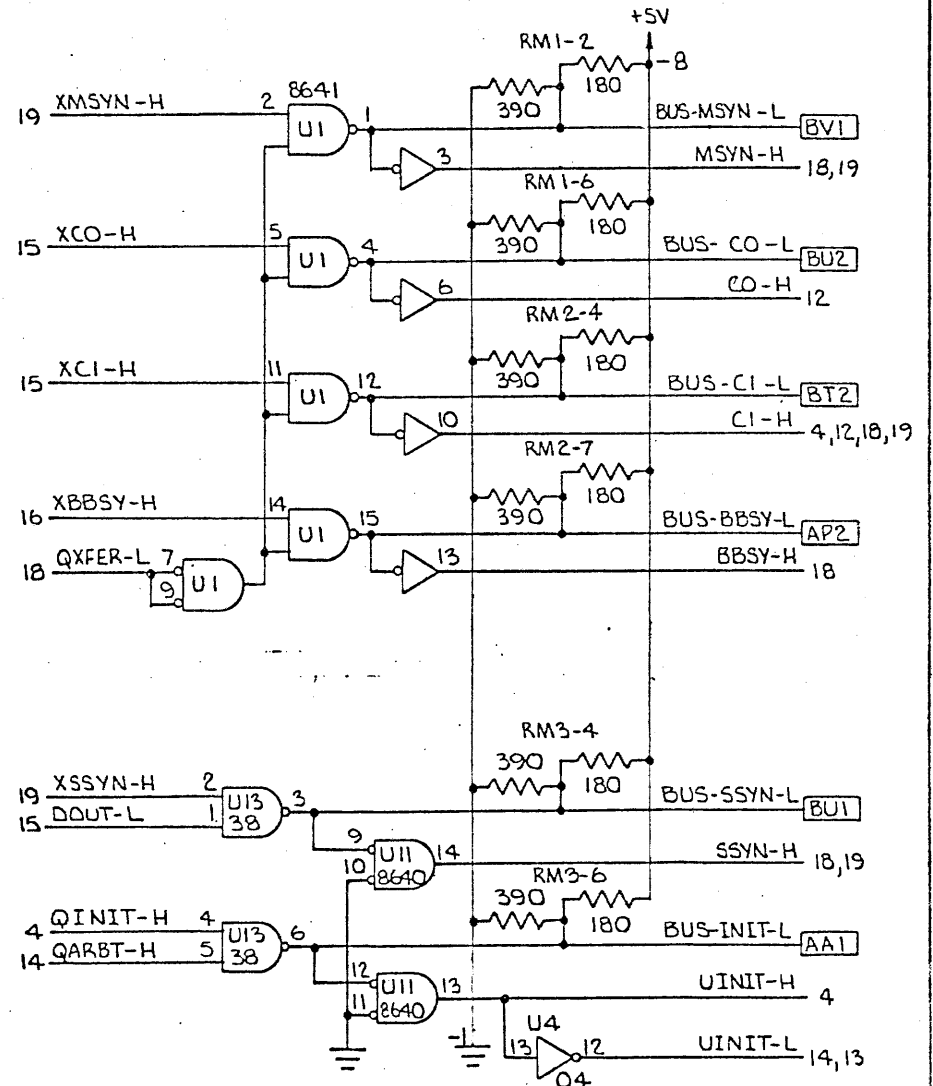 +5V
RM1-2
-8
8641
390 180
19 XMSYN-H 2 U1 1 BUS-MSYN-L BV1
3 MSYN-H 18,19
RM1-6
390 180
15 XCO-H 5 U1 4 BUS-CO-L BU2
6 CO-H 12
RM2-4
390 180
15 XC1-H 11 U1 12 BUS-C1-L BT2
10 C1-H 4,12,18,19
RM2-7
390 180
16 XBBSY-H 14 U1 15 BUS-BBSY-L AP2
13 BBSY-H 18
18 QXFER-L 7 U1
9
RM3-4
390 180
19 XSSYN-H 2 U13 3 BUS-SSYN-L BU1
15 DOUT-L 1 38
9 U11 14 SSYN-H 18,19
10 8640
RM3-6
390 180
4 QINIT-H 4 U13 6 BUS-INIT-L AA1
14 QARBT-H 5 38
12 U11 13 UINIT-H 4
11 8640
-1
U4
13 12 UINIT-L 14,13
04